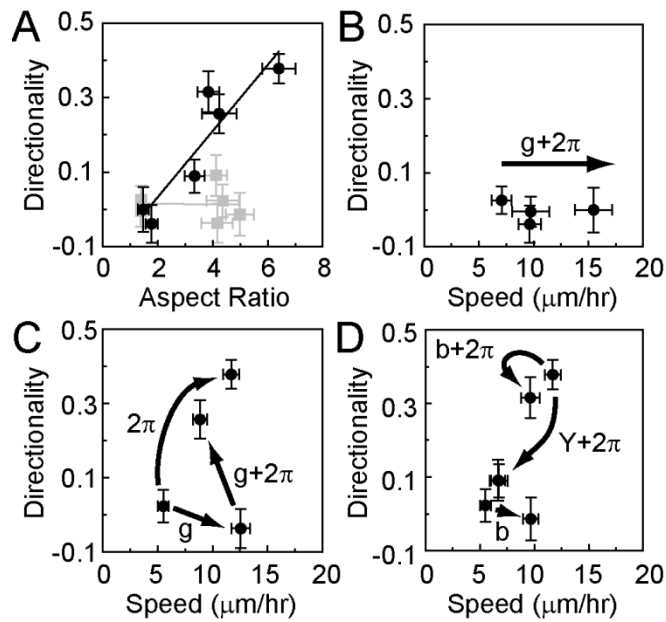 A
B
0.5
0.3
0.1
-0.1
Directionality
2
4
6
8
Aspect Ratio
0.5
0.3
0.1
-0.1
Directionality
g+2π
0
5
10
15
20
Speed (μm/hr)
C
D
0.5
0.3
0.1
-0.1
Directionality
2π
g+2π
g
0
5
10
15
20
Speed (μm/hr)
0.5
0.3
0.1
-0.1
Directionality
b+2π
Y+2π
b
0
5
10
15
20
Speed (μm/hr)